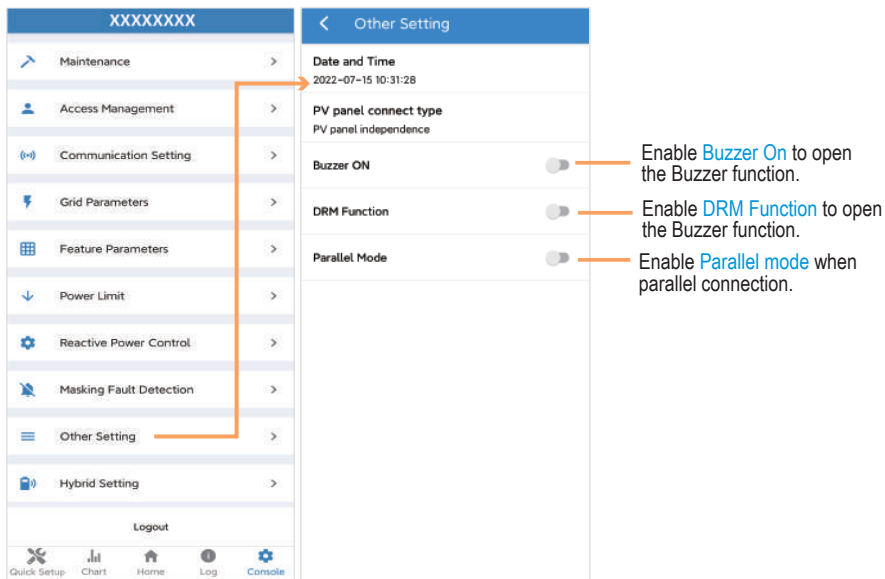 XXXXXXXX
Maintenance
Access Management
Communication Setting
Grid Parameters
Feature Parameters
Power Limit
Reactive Power Control
Masking Fault Detection
Other Setting
Hybrid Setting
Logout
Quick Setup Chart Home Log Console
Other Setting
Date and Time
2022-07-15 10:31:28
PV panel connect type
PV panel independence
Buzzer ON
DRM Function
Parallel Mode
Enable Buzzer On to open
the Buzzer function.
Enable DRM Function to open
the Buzzer function.
Enable Parallel mode when
parallel connection.